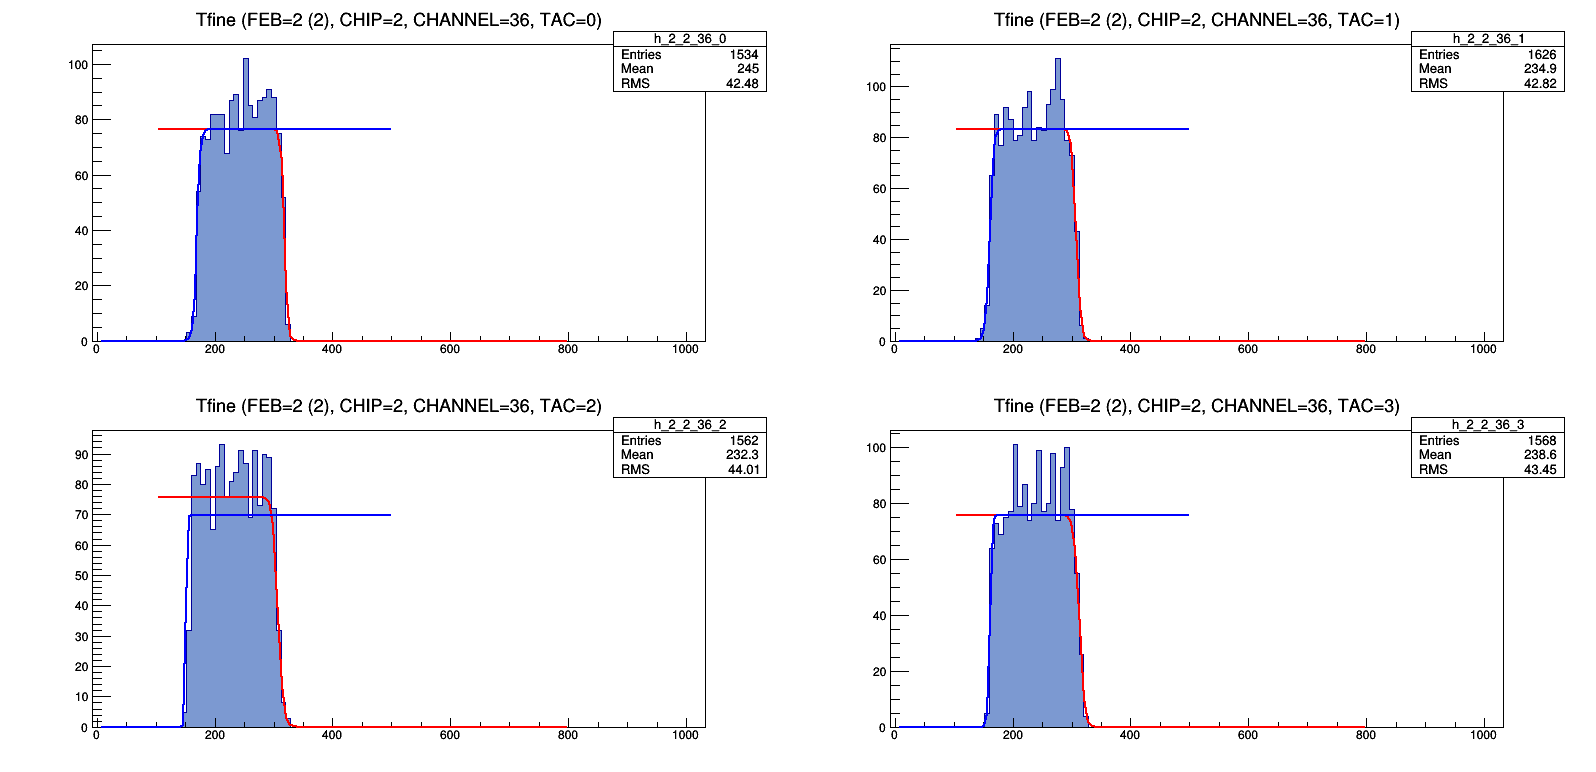 Tfine (FEB=2 (2), CHIP=2, CHANNEL=36, TAC=0)
h_2_2_36_0
Entries 1534
Mean 245
RMS 42.48
100
80
60
40
20
0
0 200 400 600 800 1000
Tfine (FEB=2 (2), CHIP=2, CHANNEL=36, TAC=1)
h_2_2_36_1
Entries 1626
Mean 234.9
RMS 42.82
100
80
60
40
20
0
0 200 400 600 800 1000
Tfine (FEB=2 (2), CHIP=2, CHANNEL=36, TAC=2)
h_2_2_36_2
Entries 1562
Mean 232.3
RMS 44.01
90
80
70
60
50
40
30
20
10
0
0 200 400 600 800 1000
Tfine (FEB=2 (2), CHIP=2, CHANNEL=36, TAC=3)
h_2_2_36_3
Entries 1568
Mean 238.6
RMS 43.45
100
80
60
40
20
0
0 200 400 600 800 1000